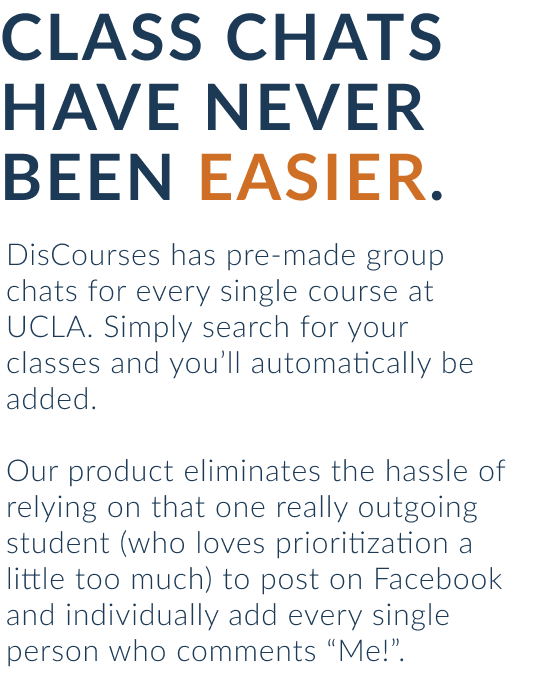 CLASS CHATS
HAVE NEVER
BEEN EASIER.
DisCourses has pre-made group
chats for every single course at
UCLA. Simply search for your
classes and you’ll automatically be
added.
Our product eliminates the hassle of
relying on that one really outgoing
student (who loves prioritization a
little too much) to post on Facebook
and individually add every single
person who comments “Me!”.